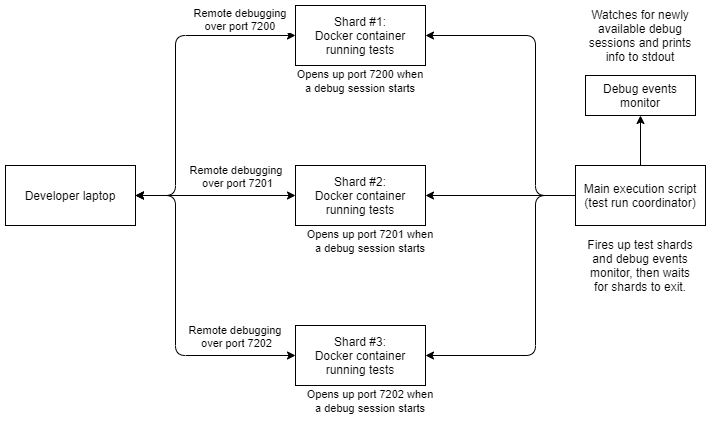 Remote debugging
over port 7200
Shard #1:
Docker container
running tests
Opens up port 7200 when
a debug session starts
Watches for newly
available debug
sessions and prints
info to stdout
Debug events
monitor
Developer laptop
Remote debugging
over port 7201
Shard #2:
Docker container
running tests
Opens up port 7201 when
a debug session starts
Main execution script
(test run coordinator)
Fires up test shards
and debug events
monitor, then waits
for shards to exit.
Remote debugging
over port 7202
Shard #3:
Docker container
running tests
Opens up port 7202 when
a debug session starts